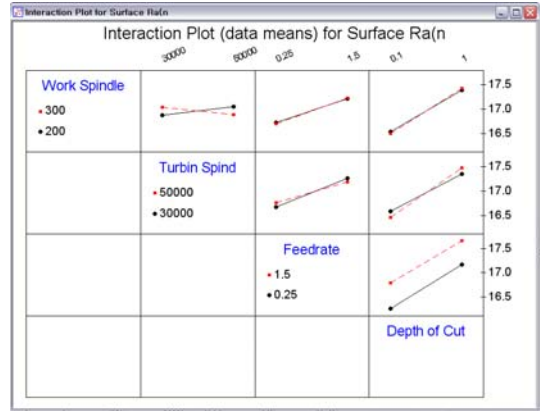 Interaction Plot for Surface Ra(n
Interaction Plot (data means) for Surface Ra(n
30000 50000 0.25 1.5 0.1 1
Work Spindle
300
200
17.5
17.0
16.5
Turbin Spind
50000
30000
17.5
17.0
16.5
Feedrate
1.5
0.25
17.5
17.0
16.5
Depth of Cut